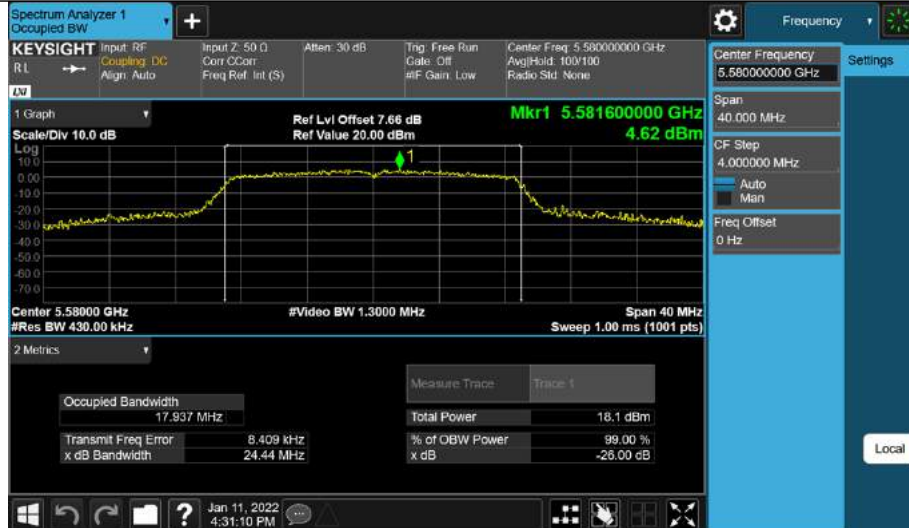 Spectrum Analyzer 1
Occupied BW
+
Frequency
KEYSIGHT
RL
LXI
Input: RF
Coupling: DC
Align: Auto
Input Z: 50 Ω
Corr CCorr
Freq Ref: Int (S)
Atten: 30 dB
Trig: Free Run
Gate: Off
#IF Gain: Low
Center Freq: 5.580000000 GHz
Avg|Hold: 100/100
Radio Std: None
Center Frequency
5.580000000 GHz
Settings
Span
40.000 MHz
CF Step
4.000000 MHz
Auto
Man
Freq Offset
0 Hz
Local
1 Graph
Scale/Div 10.0 dB
Ref Lvl Offset 7.66 dB
Ref Value 20.00 dBm
Mkr1 5.581600000 GHz
4.62 dBm
Log
10.0
0.00
-10.0
-20.0
-30.0
-40.0
-50.0
-60.0
-70.0
1
Center 5.58000 GHz
#Res BW 430.00 kHz
#Video BW 1.3000 MHz
Span 40 MHz
Sweep 1.00 ms (1001 pts)
2 Metrics
Measure Trace Trace 1
Occupied Bandwidth
17.937 MHz
Total Power 18.1 dBm
Transmit Freq Error 8.409 kHz
% of OBW Power 99.00 %
x dB Bandwidth 24.44 MHz
x dB -26.00 dB
?
Jan 11, 2022
4:31:10 PM